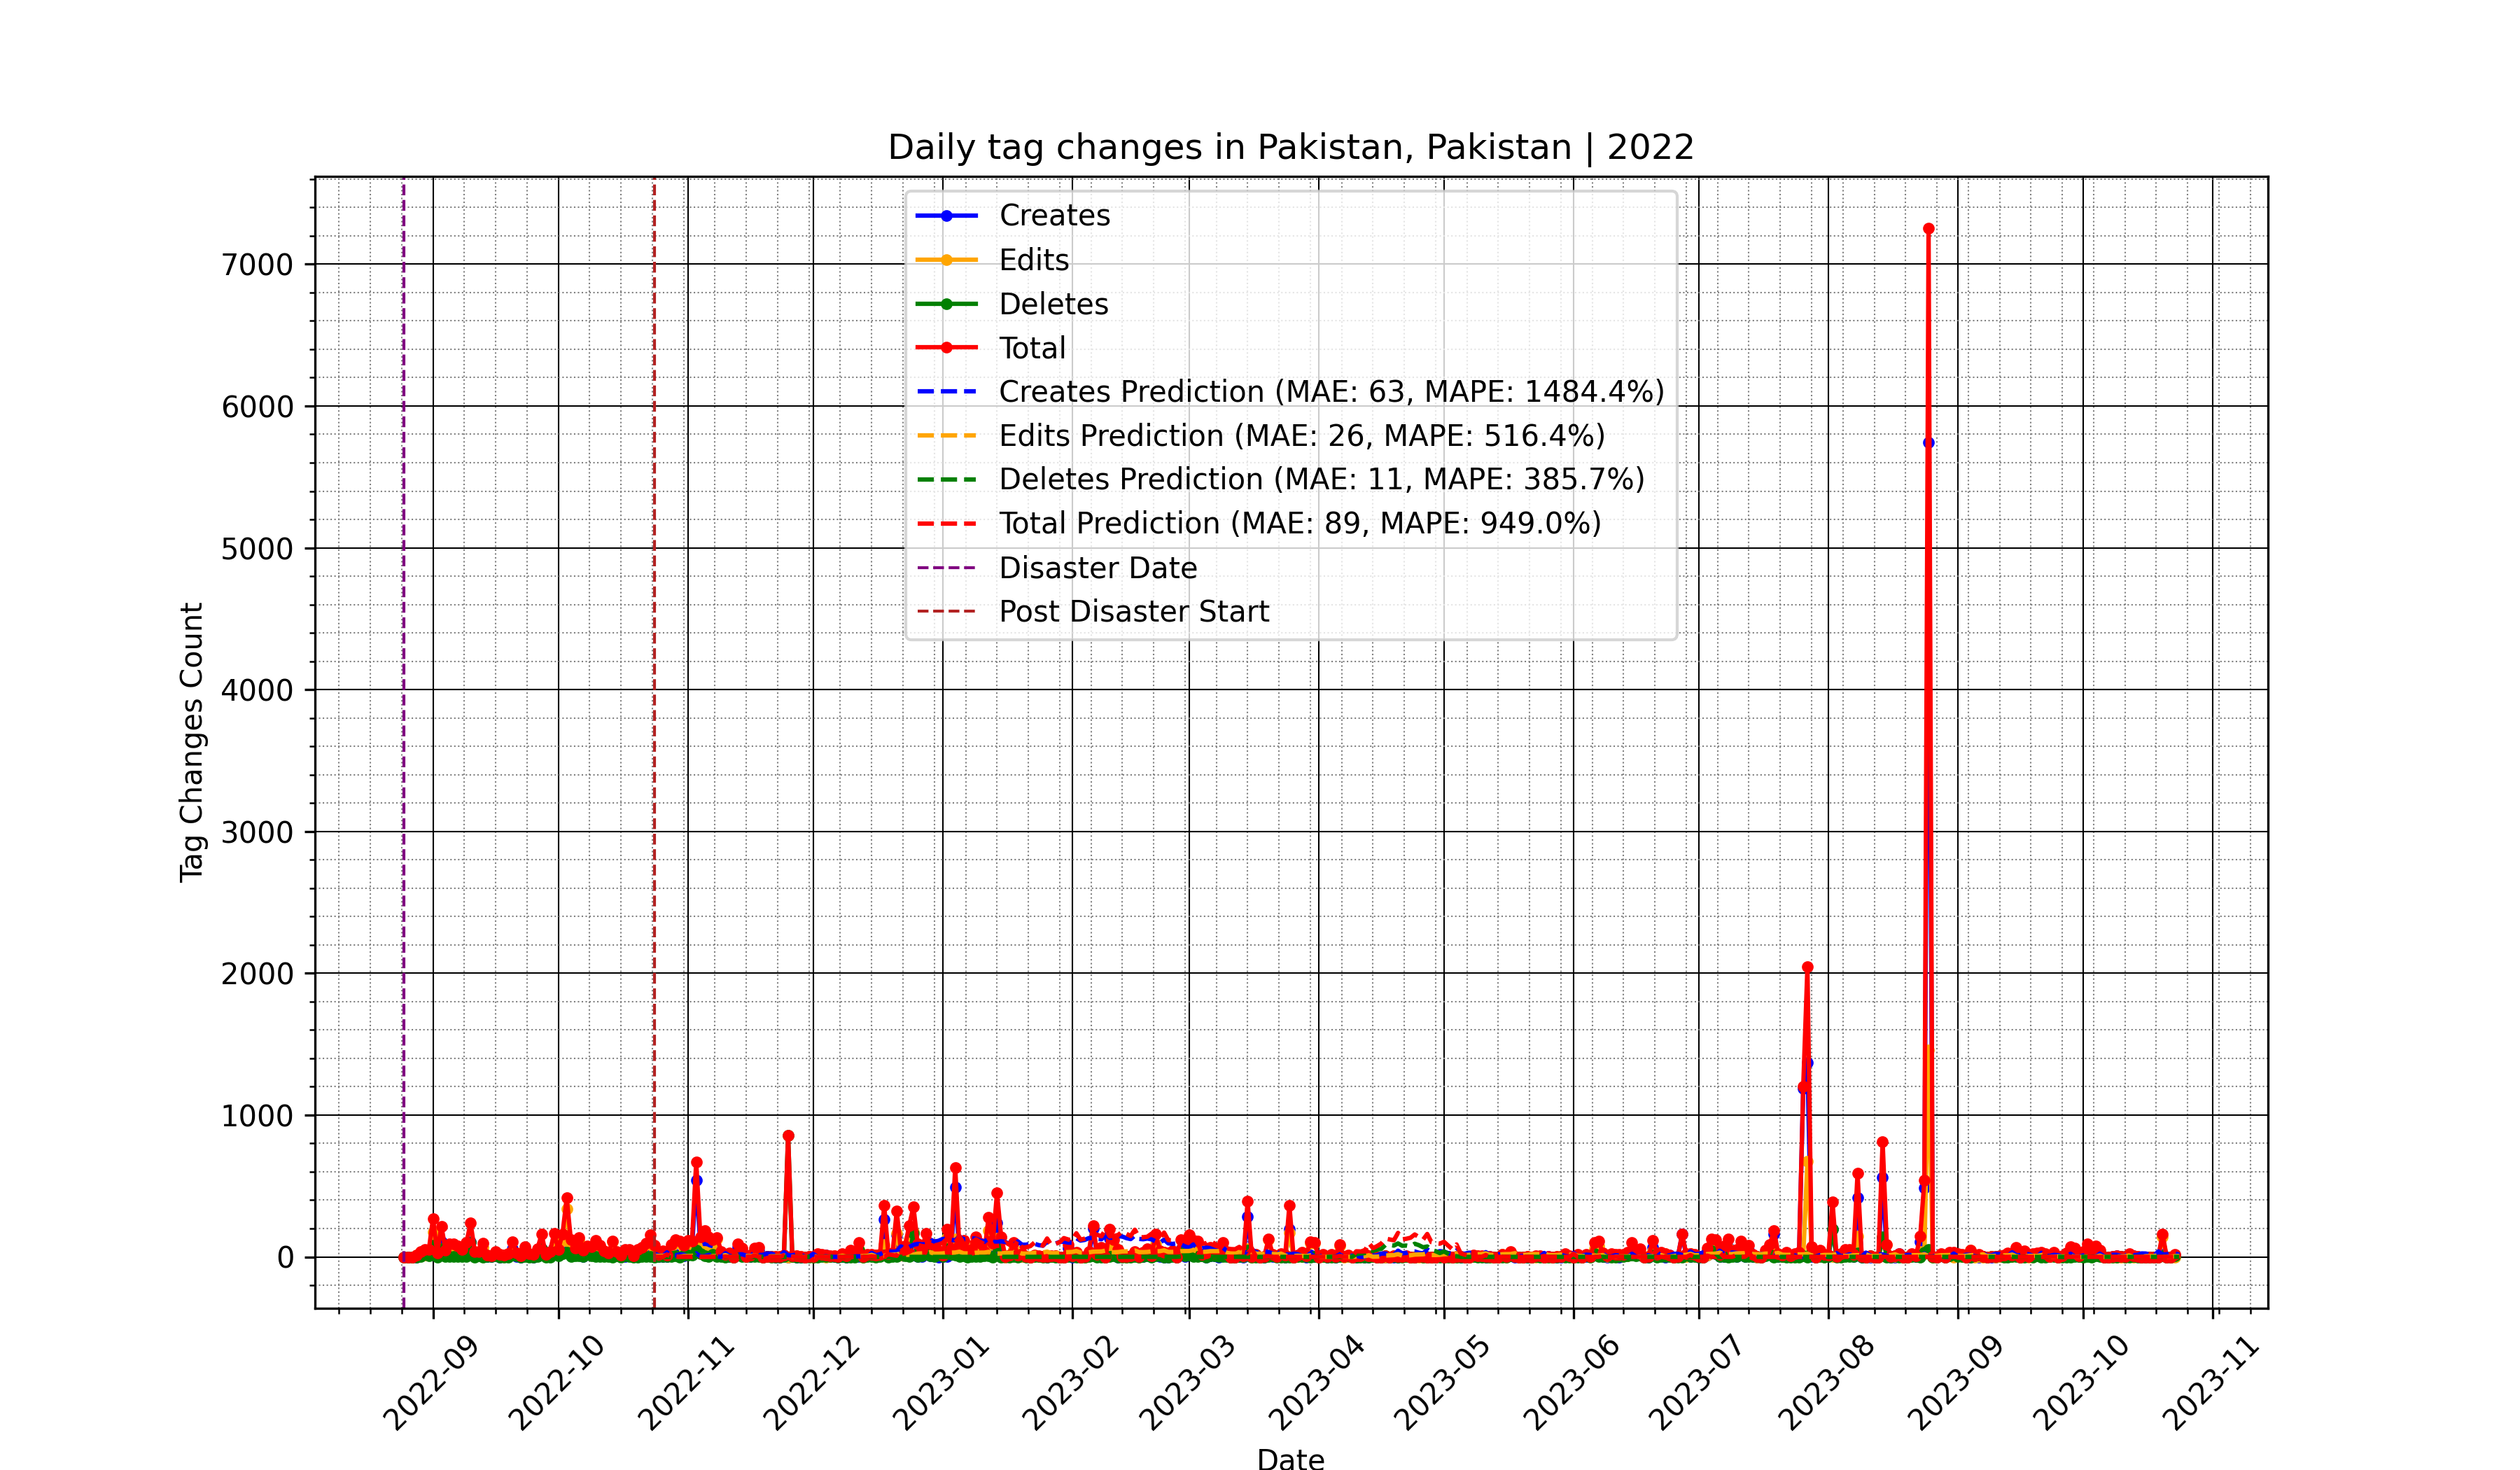 Daily tag changes in Pakistan, Pakistan | 2022
Tag Changes Count
7000
6000
5000
4000
3000
2000
1000
0
Creates
Edits
Deletes
Total
Creates Prediction (MAE: 63, MAPE: 1484.4%)
Edits Prediction (MAE: 26, MAPE: 516.4%)
Deletes Prediction (MAE: 11, MAPE: 385.7%)
Total Prediction (MAE: 89, MAPE: 949.0%)
Disaster Date
Post Disaster Start
2022-09
2022-10
2022-11
2022-12
2023-01
2023-02
2023-03
2023-04
2023-05
2023-06
2023-07
2023-08
2023-09
2023-10
2023-11
Date